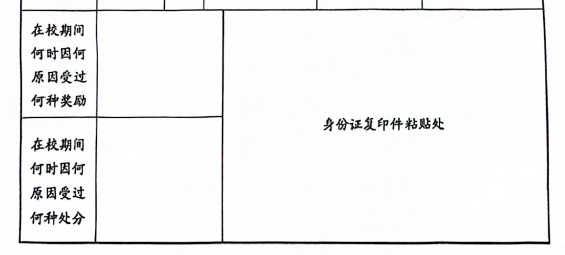 在校期间
何时因何
原因受过
何种奖励
身份证复印件粘贴处
在校期间
何时因何
原因受过
何种处分